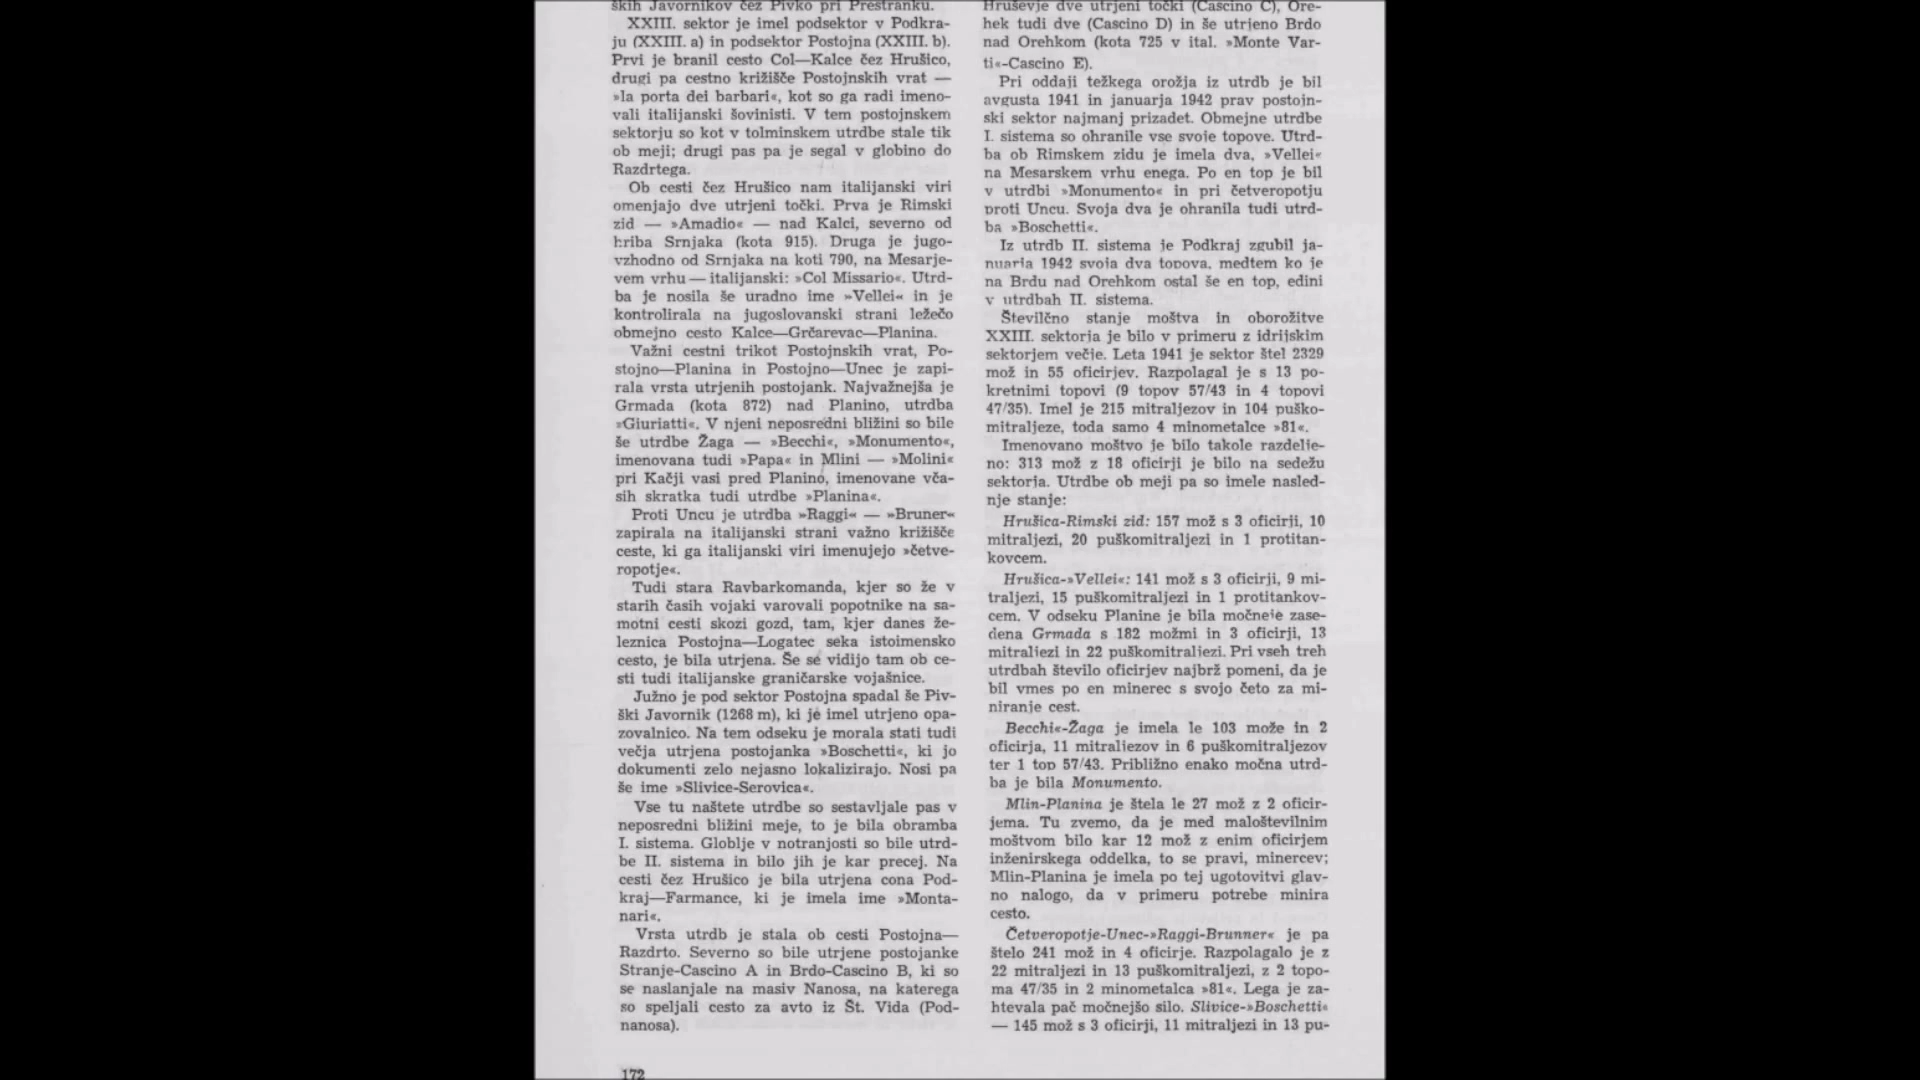 ških Javornikov čez Pivko pri Prestranku.
XXIII. sektor je imel podsektor v Podkra-
ju (XXIII. a) in podsektor Postojna (XXIII. b).
Prvi je branil cesto Col—Kalce čez Hrušico,
drugi pa cestno križišče Postojnskih vrat —
»la porta dei barbari«, kot so ga radi imeno-
vali italijanski šovinisti. V tem postojnskem
sektorju so kot v tolminskem utrdbe stale tik
ob meji; drugi pas pa je segal v globino do
Razdrtega.
Ob cesti čez Hrušico nam italijanski viri
omenjajo dve utrjeni točki. Prva je Rimski
zid — »Amadio« — nad Kalci, severno od
hriba Srnjaka (kota 915). Druga je jugo-
vzhodno od Srnjaka na koti 790, na Mesarje-
vem vrhu — italijanski: »Col Missario«. Utrd-
ba je nosila še uradno ime »Vellei« in je
kontrolirala na jugoslovanski strani ležečo
obmejno cesto Kalce—Grčarevac—Planina.
Važni cestni trikot Postojnskih vrat, Po-
stojno—Planina in Postojno—Unec je zapi-
rala vrsta utrjenih postojank. Najvažnejša je
Grmada (kota 872) nad Planino, utrdba
»Giuriatti«. V njeni neposredni bližini so bile
še utrdbe Žaga — »Becchi«, »Monumento«,
imenovana tudi »Papa« in Mlini — »Molini«
pri Kačji vasi pred Planino, imenovane vča-
sih skratka tudi utrdbe »Planina«.
Proti Uncu je utrdba »Raggi« — »Bruner«
zapirala na italijanski strani važno križišče
ceste, ki ga italijanski viri imenujejo »četve-
ropotje«.
Tudi stara Ravbarkomanda, kjer so že v
starih časih vojaki varovali popotnike na sa-
motni cesti skozi gozd, tam, kjer danes že-
leznica Postojna—Logatec seka istoimensko
cesto, je bila utrjena. Še se vidijo tam ob ce-
sti tudi italijanske graničarske vojašnice.
Južno je pod sektor Postojna spadal še Piv-
ški Javornik (1268 m), ki je imel utrjeno opa-
zovalnico. Na tem odseku je morala stati tudi
večja utrjena postojanka »Boschetti«, ki jo
dokumenti zelo nejasno lokalizirajo. Nosi pa
še ime »Slivice-Serovica«.
Vse tu naštete utrdbe so sestavljale pas v
neposredni bližini meje, to je bila obramba
I. sistema. Globlje v notranjosti so bile utrd-
be II. sistema in bilo jih je kar precej. Na
cesti čez Hrušico je bila utrjena cona Pod-
kraj—Farmance, ki je imela ime »Monta-
nari«.
Vrsta utrdb je stala ob cesti Postojna—
Razdrto. Severno so bile utrjene postojanke
Stranje-Cascino A in Brdo-Cascino B, ki so
se naslanjale na masiv Nanosa, na katerega
so speljali cesto za avto iz Št. Vida (Pod-
nanosa).
172
Hruševje dve utrjeni točki (Cascino C), Ore-
hek tudi dve (Cascino D) in še utrjeno Brdo
nad Orehkom (kota 725 v ital. »Monte Var-
ti«-Cascino E).
Pri oddaji težkega orožja iz utrdb je bil
avgusta 1941 in januarja 1942 prav postojn-
ski sektor najmanj prizadet. Obmejne utrdbe
I. sistema so ohranile vse svoje topove. Utrd-
ba ob Rimskem zidu je imela dva, »Vellei«
na Mesarskem vrhu enega. Po en top je bil
v utrdbi »Monumento« in pri četveropotju
proti Uncu. Svoja dva je ohranila tudi utrd-
ba »Boschetti«.
Iz utrdb II. sistema je Podkraj zgubil ja-
nuarja 1942 svoja dva topova, medtem ko je
na Brdu nad Orehkom ostal še en top, edini
v utrdbah II. sistema.
Številčno stanje moštva in oborožitve
XXIII. sektorja je bilo v primeru z idrijskim
sektorjem večje. Leta 1941 je sektor štel 2329
mož in 55 oficirjev. Razpolagal je s 13 po-
kretnimi topovi (9 topov 57/43 in 4 topovi
47/35). Imel je 215 mitraljezov in 104 puško-
mitraljeze, toda samo 4 minometalce »81«.
Imenovano moštvo je bilo takole razdelje-
no: 313 mož z 18 oficirji je bilo na sedežu
sektorja. Utrdbe ob meji pa so imele nasled-
nje stanje:
Hrušica-Rimski zid: 157 mož s 3 oficirji, 10
mitraljezi, 20 puškomitraljezi in 1 protitan-
kovcem.
Hrušica-»Vellei«: 141 mož s 3 oficirji, 9 mi-
traljezi, 15 puškomitraljezi in 1 protitankov-
cem. V odseku Planine je bila močneje zase-
dena Grmada s 182 možmi in 3 oficirji, 13
mitraljezi in 22 puškomitraljezi. Pri vseh treh
utrdbah število oficirjev najbrž pomeni, da je
bil vmes po en minerec s svojo četo za mi-
niranje cest.
Becchi«-Žaga je imela le 103 može in 2
oficirja, 11 mitraljezov in 6 puškomitraljezov
ter 1 top 57/43. Približno enako močna utrd-
ba je bila Monumento.
Mlin-Planina je štela le 27 mož z 2 oficir-
jema. Tu zvemo, da je med maloštevilnim
moštvom bilo kar 12 mož z enim oficirjem
inženirskega oddelka, to se pravi, minercev;
Mlin-Planina je imela po tej ugotovitvi glav-
no nalogo, da v primeru potrebe minira
cesto.
Četveropotje-Unec-»Raggi-Brunner« je pa
štelo 241 mož in 4 oficirje. Razpolagalo je z
22 mitraljezi in 13 puškomitraljezi, z 2 topo-
ma 47/35 in 2 minometalca »81«. Lega je za-
htevala pač močnejšo silo. Slivice-»Boschetti«
— 145 mož s 3 oficirji, 11 mitraljezi in 13 pu-